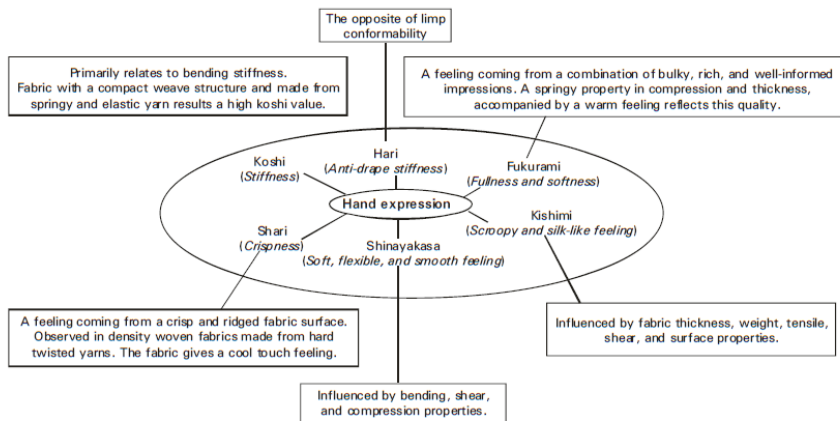 The opposite of limp
conformability
Primarily relates to bending stiffness.
Fabric with a compact weave structure and made from
springy and elastic yarn results a high koshi value.
A feeling coming from a combination of bulky, rich, and well-informed
impressions. A springy property in compression and thickness,
accompanied by a warm feeling reflects this quality.
Koshi
(Stiffness)
Hari
(Anti-drape stiffness)
Fukurami
(Fullness and softness)
Hand expression
Kishimi
(Scroopy and silk-like feeling)
Shari
(Crispness)
Shinayakasa
(Soft, flexible, and smooth feeling)
A feeling coming from a crisp and ridged fabric surface.
Observed in density woven fabrics made from hard
twisted yarns. The fabric gives a cool touch feeling.
Influenced by fabric thickness, weight, tensile,
shear, and surface properties.
Influenced by bending, shear,
and compression properties.